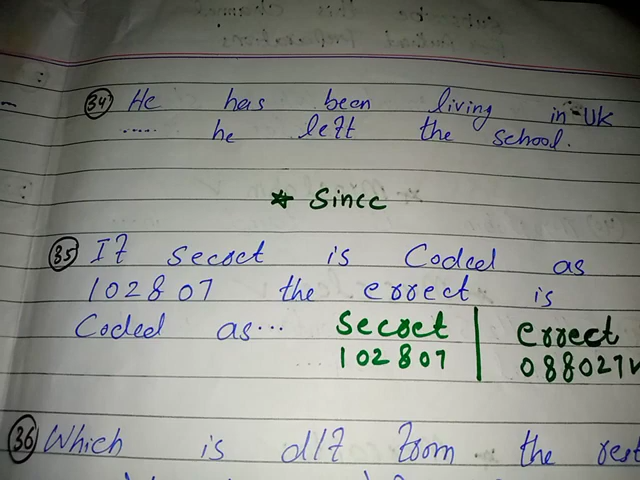 34) He has been living in UK
...... he left the school.
* Since
35) If Secret is Coded as
102807 the errect is
Coded as... Secret | errect
102807 | 088027
36) Which is dif from the rest